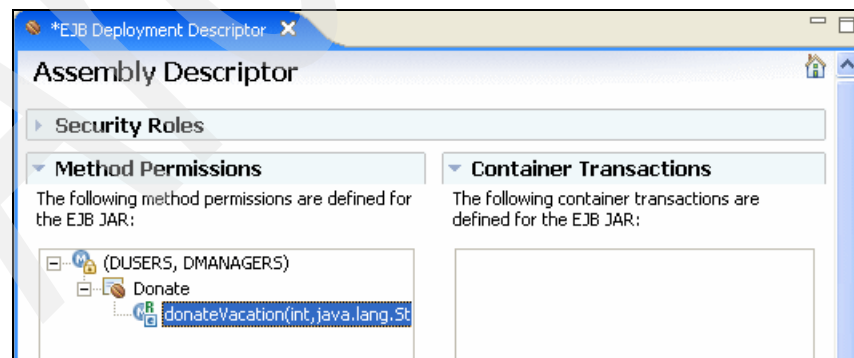 *EJB Deployment Descriptor
Assembly Descriptor
Security Roles
Method Permissions
The following method permissions are defined for
the EJB JAR:
(DUSERS, DMANAGERS)
Donate
donateVacation(int,java.lang.St
Container Transactions
The following container transactions are
defined for the EJB JAR: